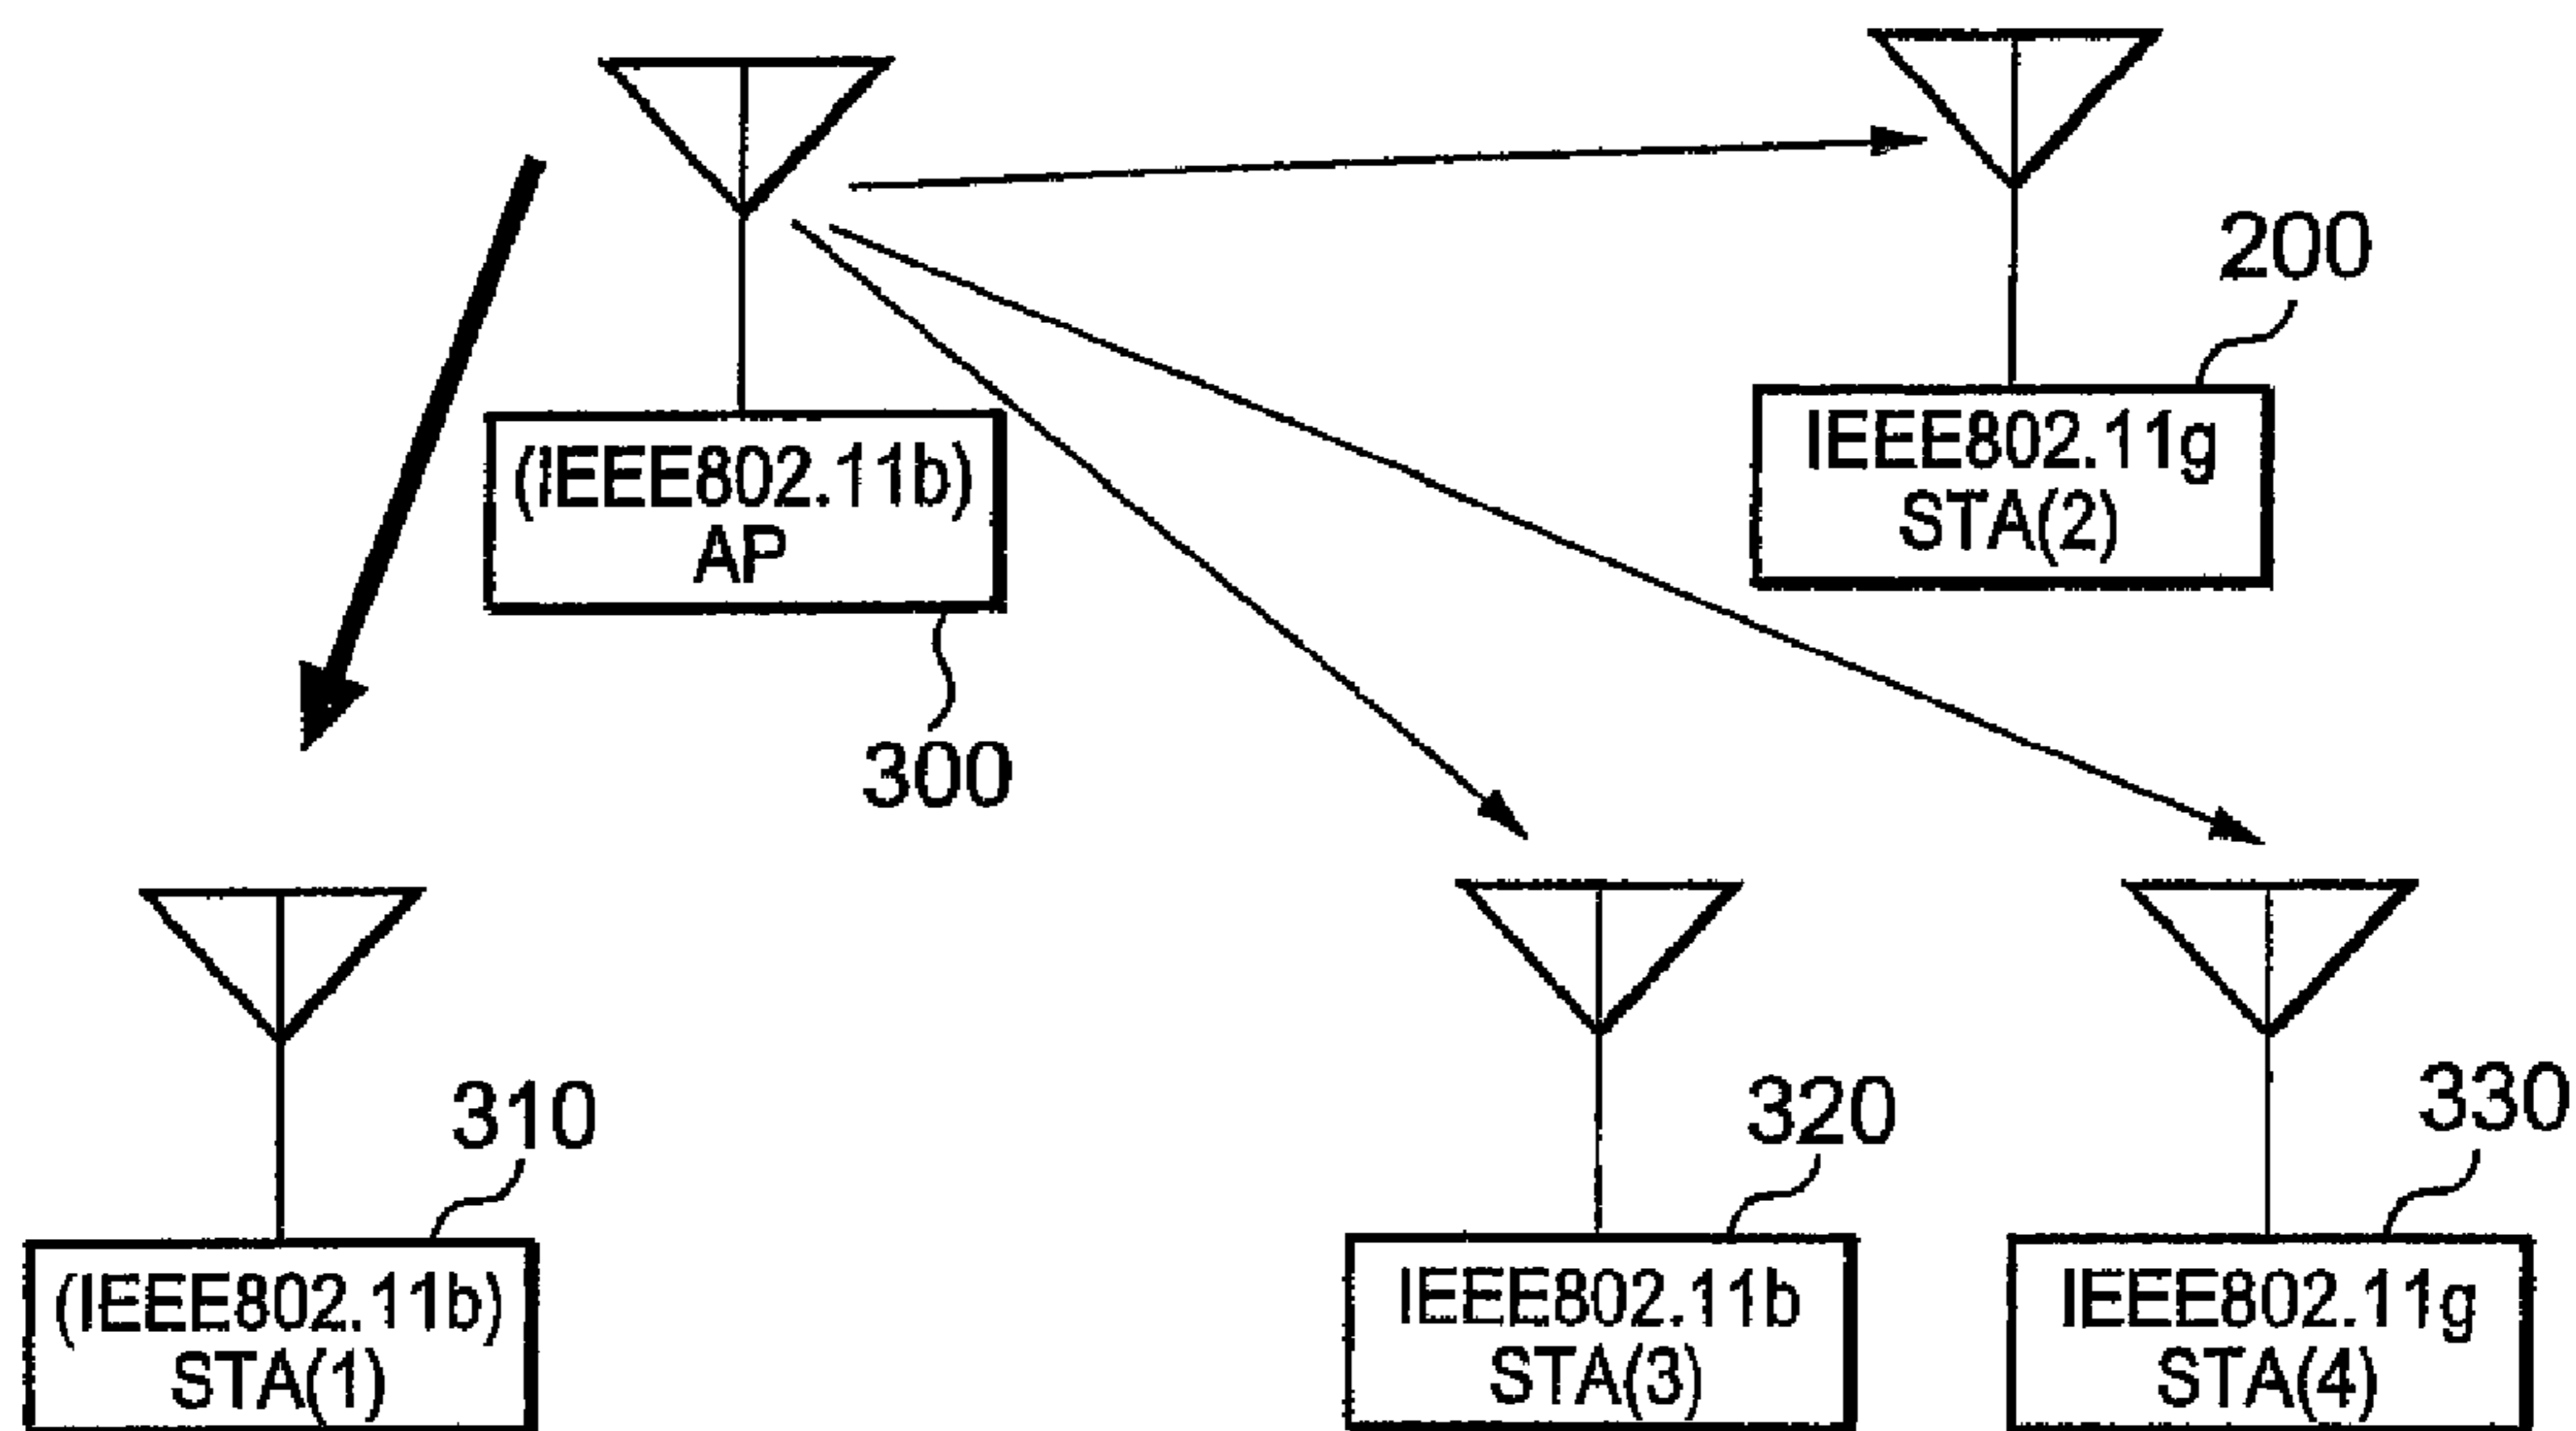 200
IEEE802.11g
STA(2)
(IEEE802.11b)
AP
300
310
(IEEE802.11b)
STA(1)
320
IEEE802.11b
STA(3)
330
IEEE802.11g
STA(4)